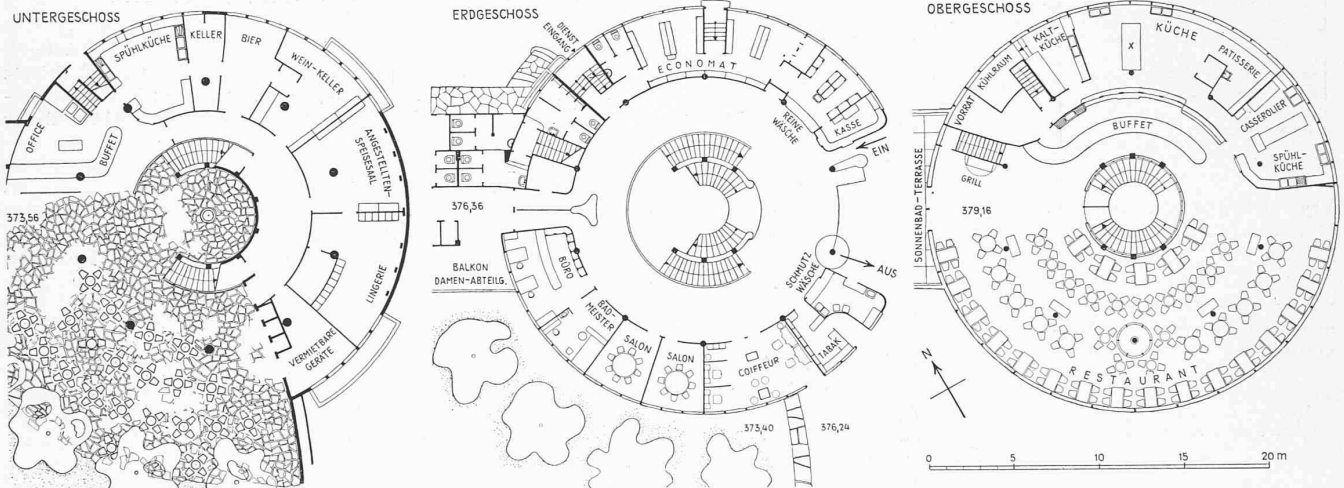 UNTERGESCHOSS
SPÜHLKÜCHE
KELLER
BIER
WEIN-KELLER
OFFICE
BUFFET
ANGESTELLTEN-
SPEISESAAL
373,56
LINGERIE
VERMIETBARE
GERÄTE
ERDGESCHOSS
DIENST
EINGANG
ECONOMAT
REINE
WÄSCHE
KASSE
EIN
376,36
BALKON
DAMEN-ABTEILG.
BÜRO
BAD-
MEISTER
SALON
SALON
COIFFEUR
SCHMUTZ
WÄSCHE
AUS
TABAK
373,40
376,24
OBERGESCHOSS
VORRAT
KÜHLRAUM
KALT-
KÜCHE
KÜCHE
X
PATISSERIE
CASSEROLIER
SPÜHL-
KÜCHE
BUFFET
GRILL
SONNENBAD-TERRASSE
379,16
RESTAURANT
N
0 5 10 15 20 m